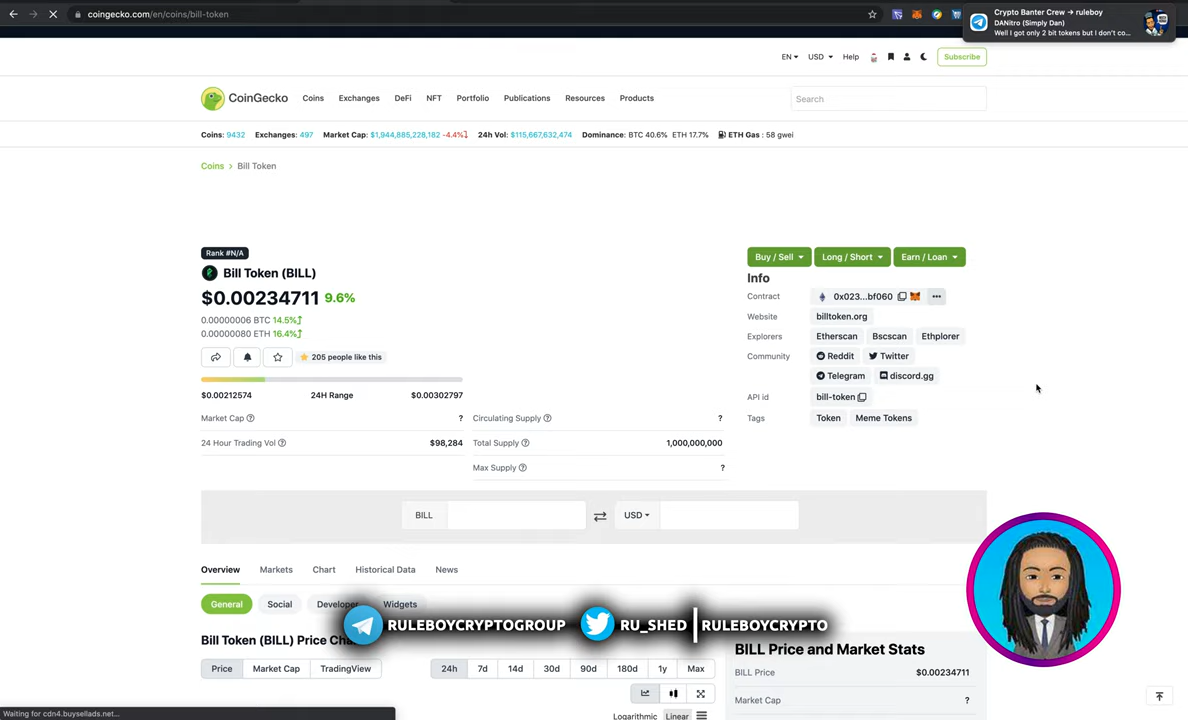 coingecko.com/en/coins/bill-token
Crypto Banter Crew → ruleboy
DANitro (Simply Dan)
Well I got only 2 bit tokens but I don't co...
EN
USD
Help
Subscribe
CoinGecko
Coins
Exchanges
DeFi
NFT
Portfolio
Publications
Resources
Products
Search
Coins: 9432
Exchanges: 497
Market Cap: $1,944,885,228,182 -4.4%
24h Vol: $115,667,632,474
Dominance: BTC 40.6% ETH 17.7%
ETH Gas : 58 gwei
Coins > Bill Token
Rank #N/A
Bill Token (BILL)
$0.00234711 9.6%
0.00000006 BTC 14.5%
0.00000080 ETH 16.4%
205 people like this
$0.00212574
24H Range
$0.00302797
Market Cap ?
?
24 Hour Trading Vol ?
$98,284
Circulating Supply ?
?
Total Supply ?
1,000,000,000
Max Supply ?
?
Buy / Sell
Long / Short
Earn / Loan
Info
Contract
0x023...bf060
...
Website
billtoken.org
Explorers
Etherscan
Bscscan
Ethplorer
Community
Reddit
Twitter
Telegram
discord.gg
API id
bill-token
Tags
Token
Meme Tokens
BILL
USD
Overview
Markets
Chart
Historical Data
News
General
Social
Developer
Widgets
RULEBOYCRYPTOGROUP
RU_SHED
RULEBOYCRYPTO
Bill Token (BILL) Price Cha
Price
Market Cap
TradingView
24h
7d
14d
30d
90d
180d
1y
Max
Logarithmic
Linear
BILL Price and Market Stats
BILL Price
$0.00234711
Market Cap
?
Waiting for cdn4.buysellads.net...